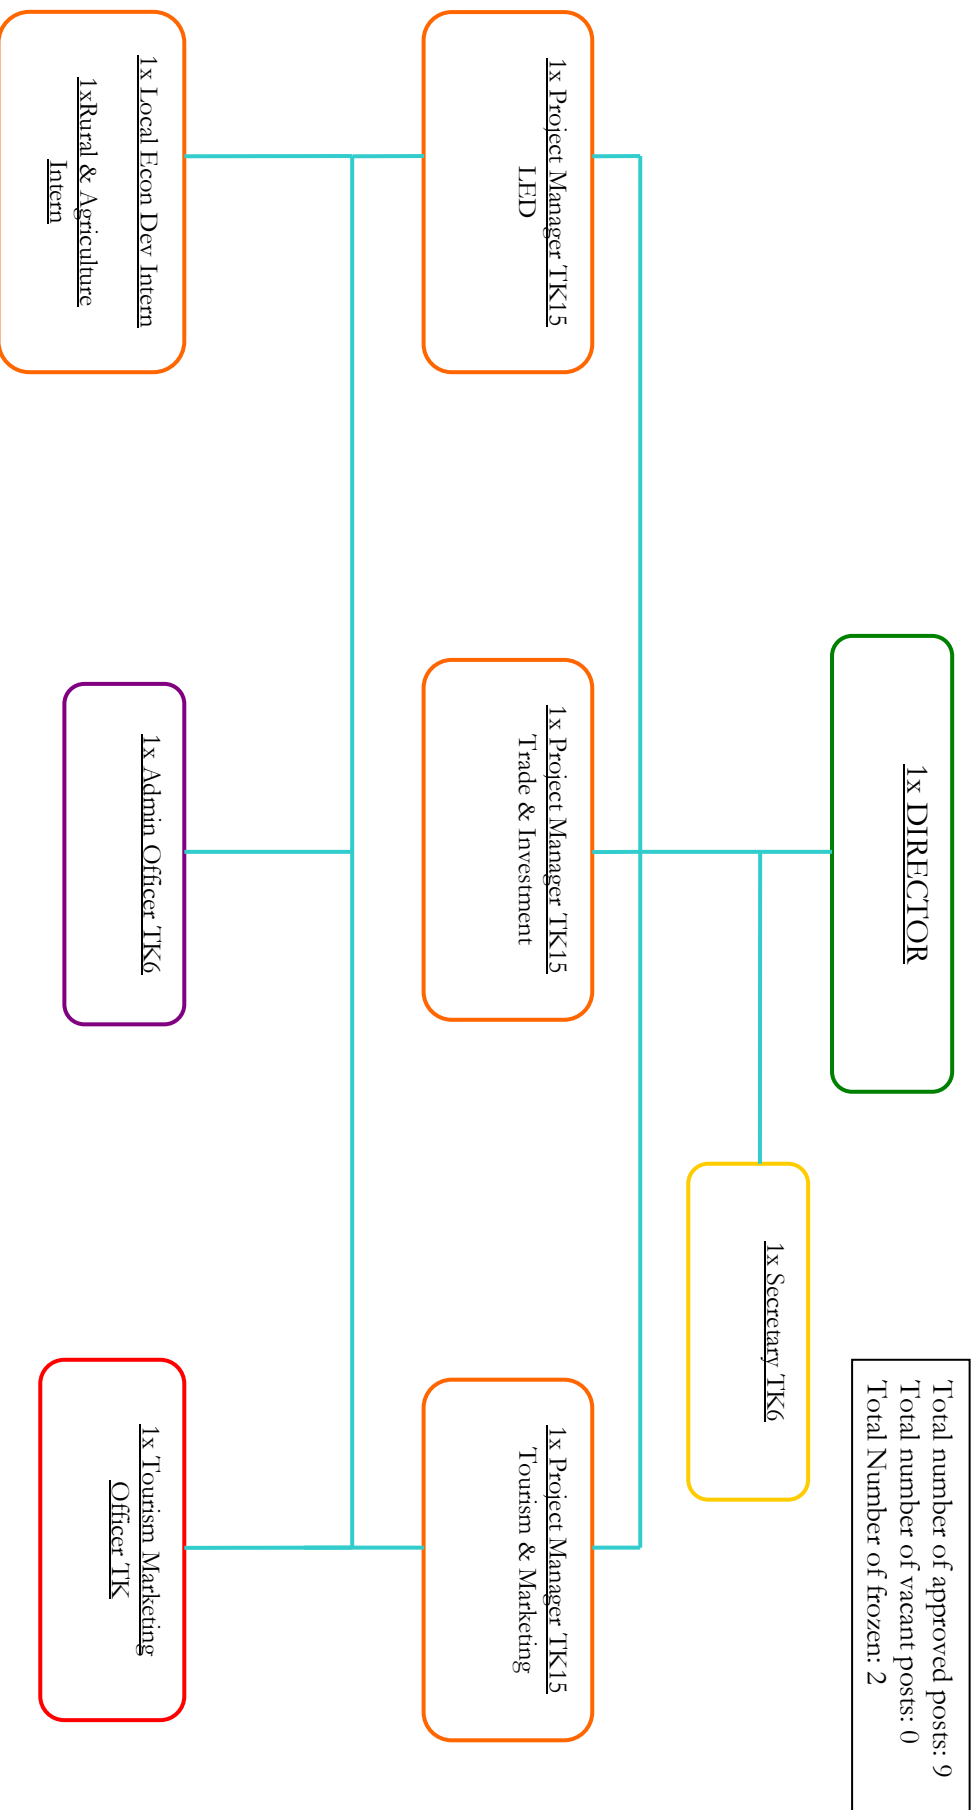 Total number of approved posts: 9
Total number of vacant posts: 0
Total Number of frozen: 2
1x DIRECTOR
1x Secretary TK6
1x Project Manager TK15
LED
1x Project Manager TK15
Trade & Investment
1x Project Manager TK15
Tourism & Marketing
1x Local Econ Dev Intern
1xRural & Agriculture
Intern
1x Admin Officer TK6
1x Tourism Marketing
Officer TK